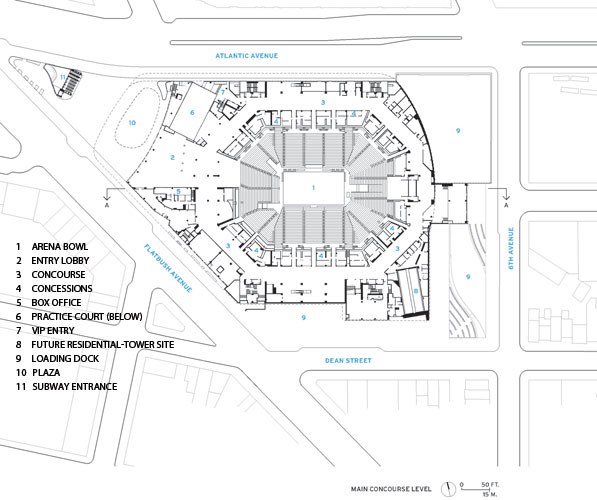 ATLANTIC AVENUE
11
7
6
3
4
4
10
9
2
5
1
A
A
FLATBUSH AVENUE
6TH AVENUE
3
4
4
4
3
8
9
9
DEAN STREET
1 ARENA BOWL
2 ENTRY LOBBY
3 CONCOURSE
4 CONCESSIONS
5 BOX OFFICE
6 PRACTICE COURT (BELOW)
7 VIP ENTRY
8 FUTURE RESIDENTIAL-TOWER SITE
9 LOADING DOCK
10 PLAZA
11 SUBWAY ENTRANCE
MAIN CONCOURSE LEVEL
0 50 FT.
15 M.